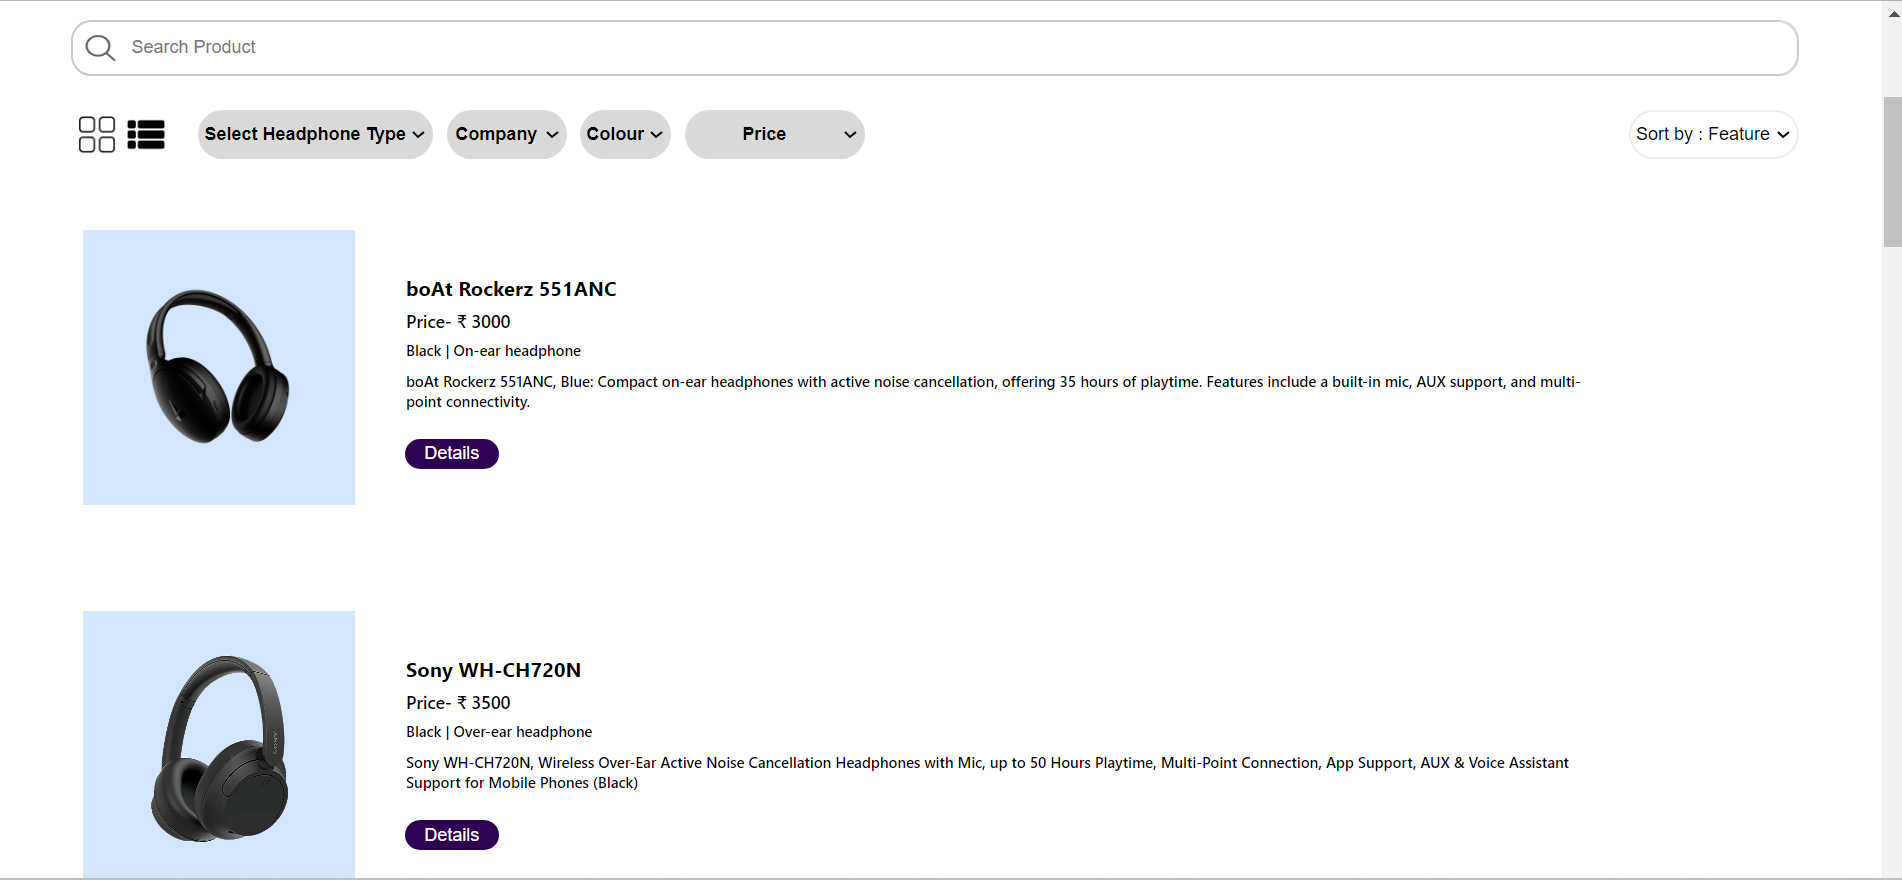 Search Product
Select Headphone Type
Company
Colour
Price
Sort by : Feature
boAt Rockerz 551ANC
Price- ₹ 3000
Black | On-ear headphone
boAt Rockerz 551ANC, Blue: Compact on-ear headphones with active noise cancellation, offering 35 hours of playtime. Features include a built-in mic, AUX support, and multi-
point connectivity.
Details
Sony WH-CH720N
Price- ₹ 3500
Black | Over-ear headphone
Sony WH-CH720N, Wireless Over-Ear Active Noise Cancellation Headphones with Mic, up to 50 Hours Playtime, Multi-Point Connection, App Support, AUX & Voice Assistant
Support for Mobile Phones (Black)
Details